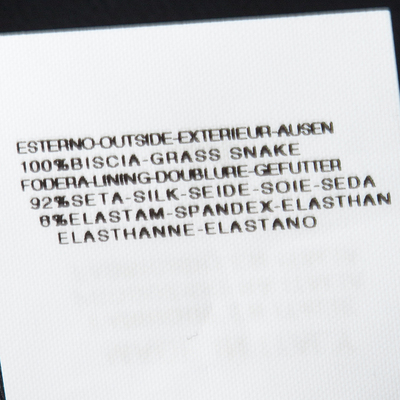 ESTERNO-OUTSIDE-EXTERIEUR-AUSEN
100%BISCIA-GRASS SNAKE
FODERA-LINING-DOUBLURE-GEFUTTER
92%SETA-SILK-SEIDE-SOIE-SEDA
8%ELASTAM-SPANDEX-ELASTHAN
ELASTHANNE-ELASTANO